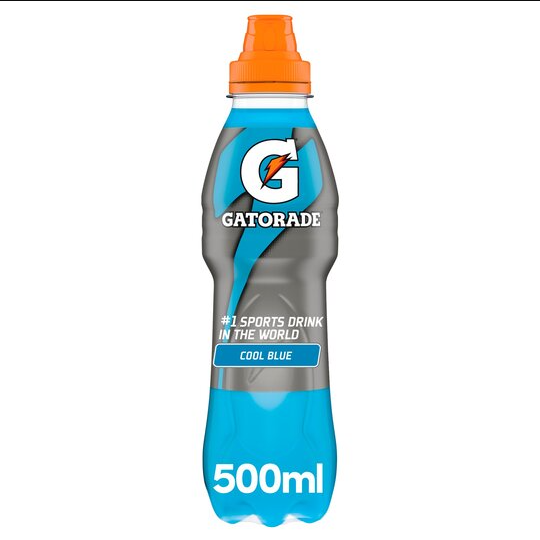 G
GATORADE
#1 SPORTS DRINK
IN THE WORLD
COOL BLUE
500ml